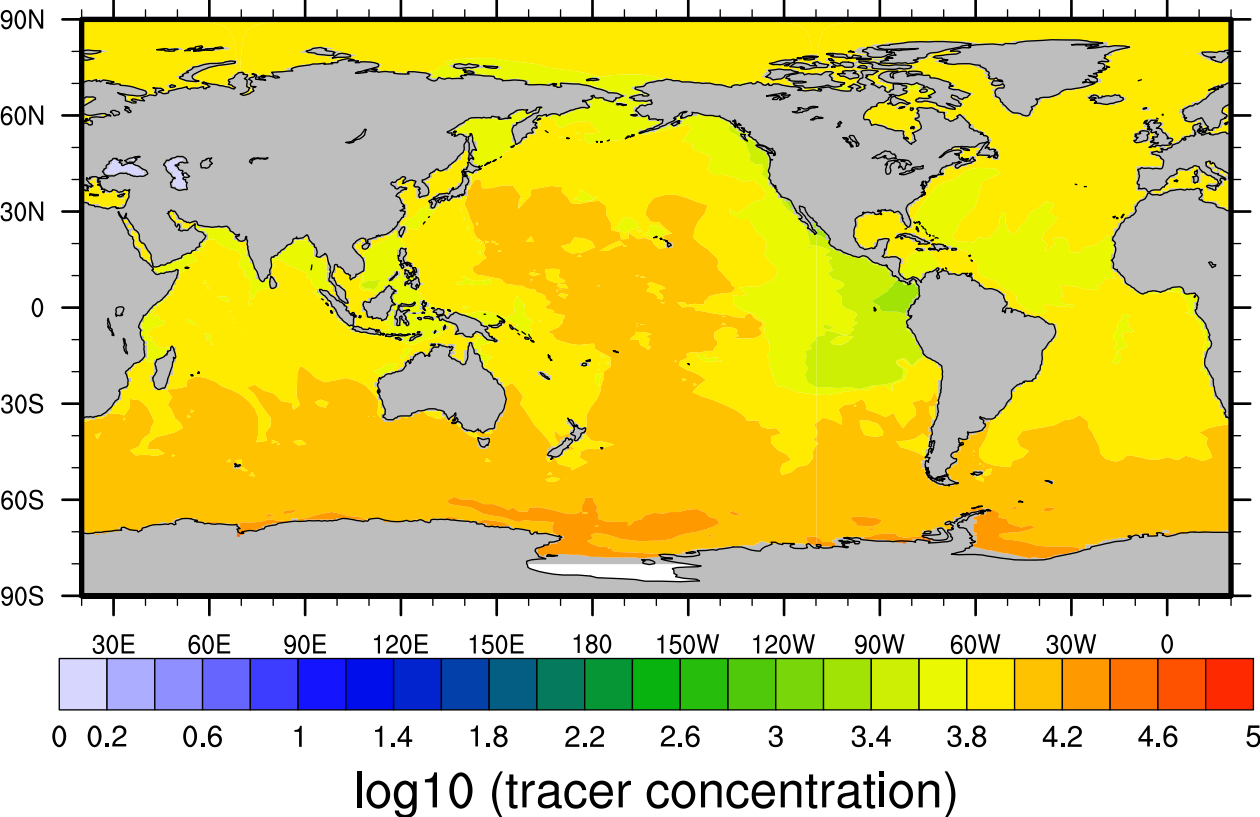 90N
60N
30N
0
30S
60S
90S
30E 60E 90E 120E 150E 180 150W 120W 90W 60W 30W 0
0 0.2 0.6 1 1.4 1.8 2.2 2.6 3 3.4 3.8 4.2 4.6 5
log10 (tracer concentration)